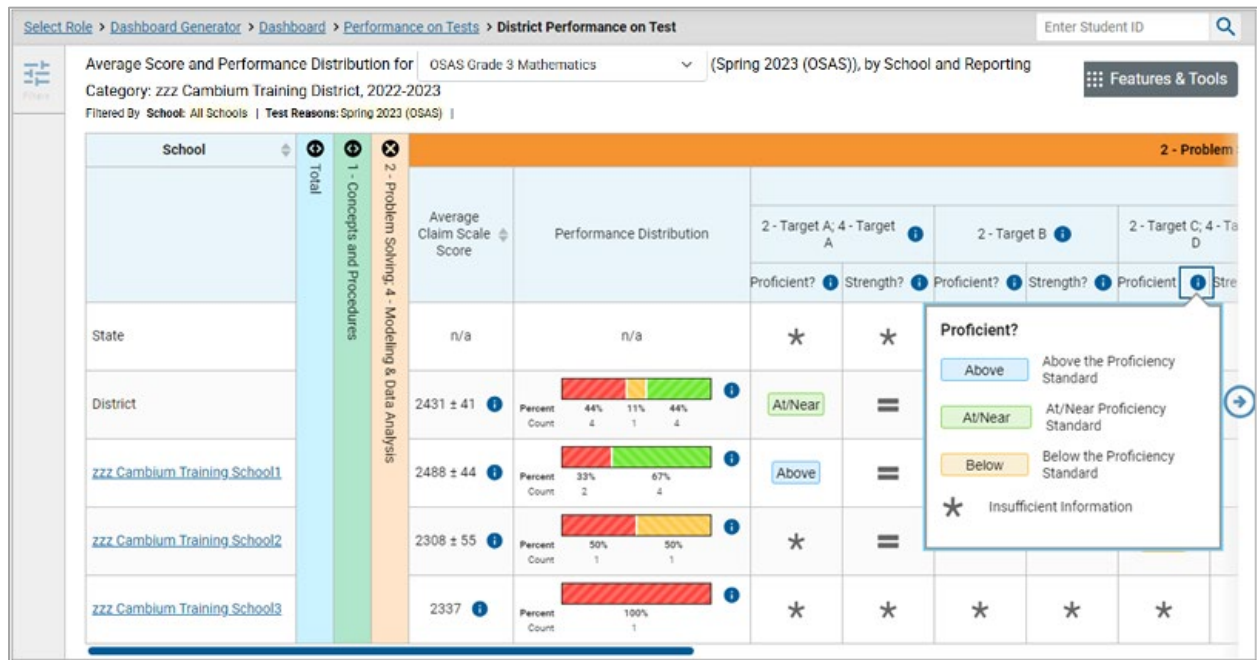 Select Role > Dashboard Generator > Dashboard > Performance on Tests > District Performance on Test
Enter Student ID
Filters
Average Score and Performance Distribution for OSAS Grade 3 Mathematics (Spring 2023 (OSAS)), by School and Reporting
Category: zzz Cambium Training District, 2022-2023
Filtered By School: All Schools | Test Reasons: Spring 2023 (OSAS) |
Features & Tools
School
Total
1 - Concepts and Procedures
2 - Problem Solving; 4 - Modeling & Data Analysis
2 - Problem
Average
Claim Scale
Score
Performance Distribution
2 - Target A; 4 - Target
A
2 - Target B
2 - Target C; 4 - Ta
D
Proficient? Strength? Proficient? Strength? Proficient Stre
State n/a n/a * *
District 2431 ± 41 At/Near =
Percent 44% 11% 44%
Count 4 1 4
zzz Cambium Training School1 2488 ± 44 Above =
Percent 33% 67%
Count 2 4
zzz Cambium Training School2 2308 ± 55 * =
Percent 50% 50%
Count 1 1
zzz Cambium Training School3 2337 * * * * *
Percent 100%
Count 1
Proficient?
Above Above the Proficiency
Standard
At/Near At/Near Proficiency
Standard
Below Below the Proficiency
Standard
* Insufficient Information